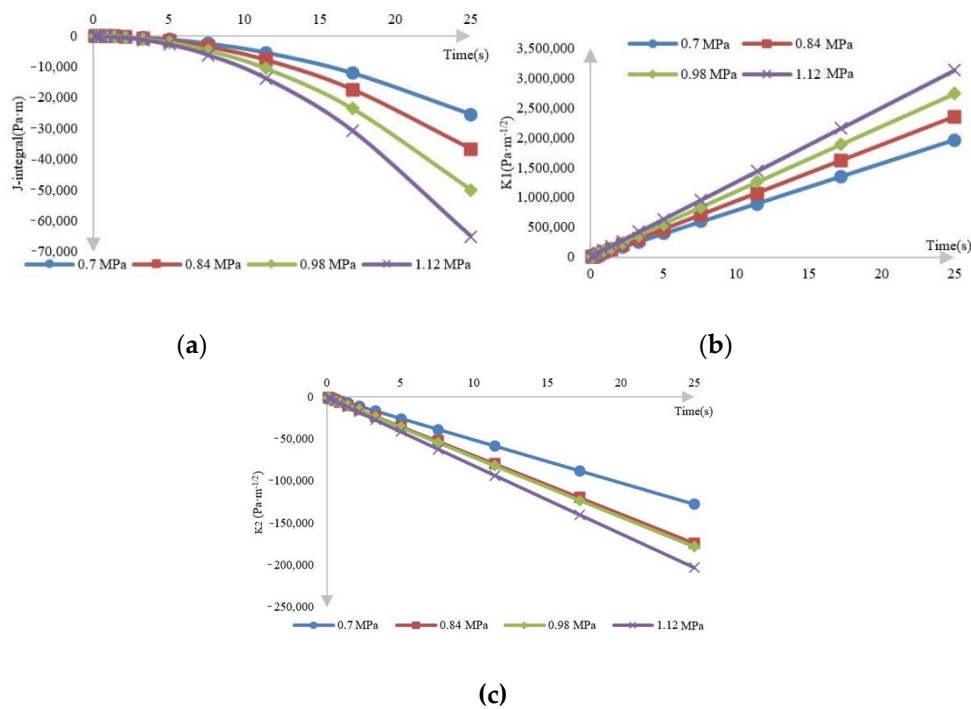 0 5 10 15 20 25
Time(s)
0
-10,000
-20,000
-30,000
-40,000
-50,000
-60,000
-70,000
J-integral(Pa·m)
0.7 MPa 0.84 MPa 0.98 MPa 1.12 MPa
(a)
3,500,000
3,000,000
2,500,000
2,000,000
1,500,000
1,000,000
500,000
0
K1(Pa·m-1/2)
0.7 MPa 0.84 MPa
0.98 MPa 1.12 MPa
Time(s)
0 5 10 15 20 25
(b)
0 5 10 15 20 25
Time(s)
0
-50,000
-100,000
-150,000
-200,000
-250,000
K2 (Pa·m-1/2)
0.7 MPa 0.84 MPa 0.98 MPa 1.12 MPa
(c)